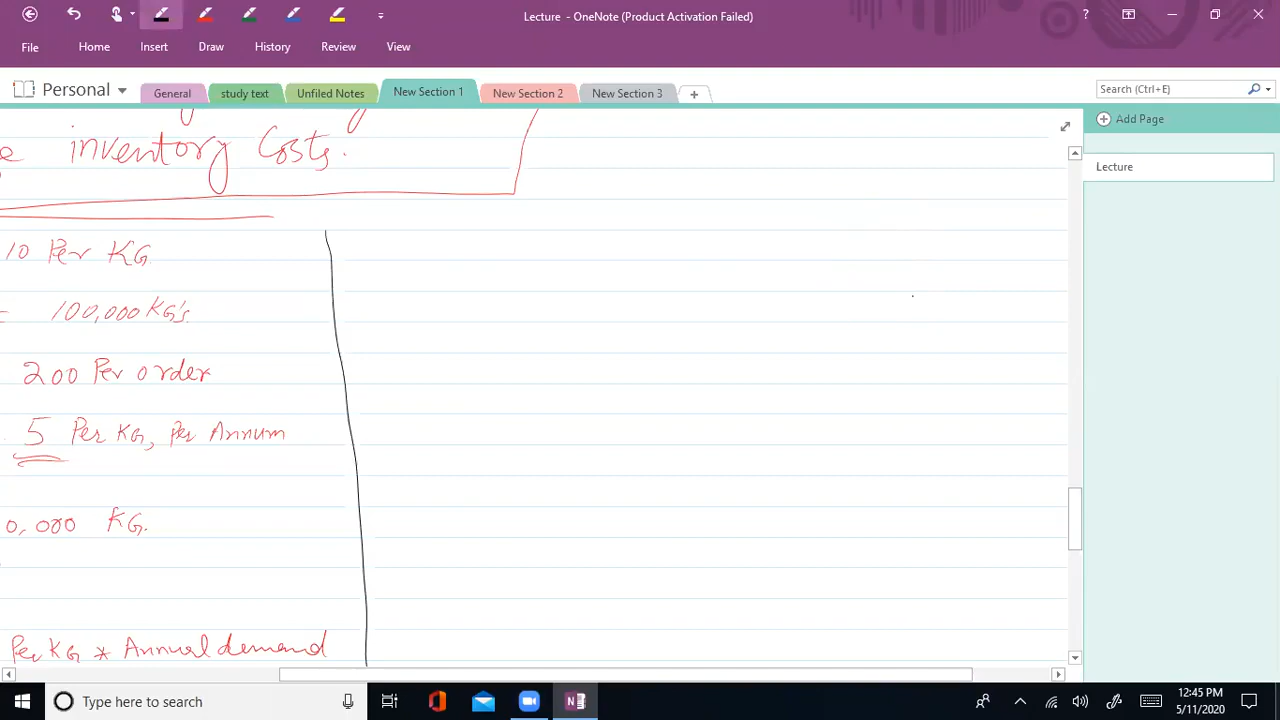 Lecture - OneNote (Product Activation Failed)
File Home Insert Draw History Review View
Personal General study text Unfiled Notes New Section 1 New Section 2 New Section 3
Search (Ctrl+E)
Add Page
Lecture
inventory Costs.
10 Per KG
= 100,000 KG's.
200 Per order
5 Per KG, Per Annum
0,000 KG.
Per KG * Annual demand
Type here to search
12:45 PM
5/11/2020